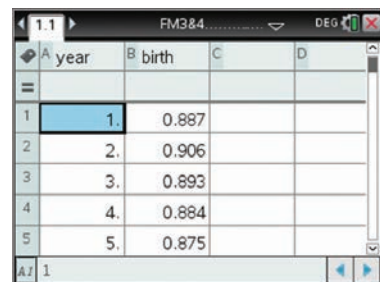 1.1 FM3&4 ............. DEG
A year B birth C D
=
1 1. 0.887
2 2. 0.906
3 3. 0.893
4 4. 0.884
5 5. 0.875
A1 1